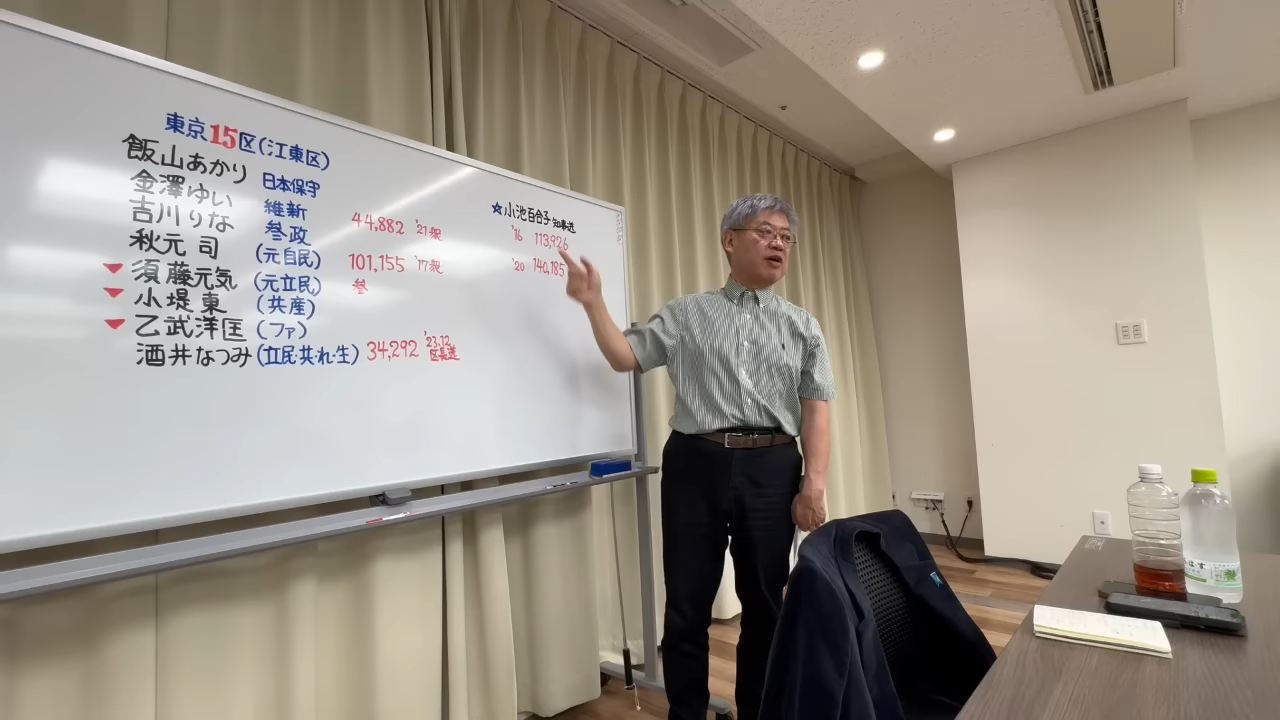 東京15区(江東区)
飯山あかり 日本保守
金澤ゆい 維新 44,882 '21衆
吉川りな 参政
秋元 司 (元自民) 101,155 '17衆
須藤元気 (元立民) 参
小堤 東 (共産)
乙武洋匡 (ファ)
酒井なつみ (立民・共・れ・生) 34,292 '23.12 区長選
☆小池百合子 知事選
'16 113,926
'20 140,185